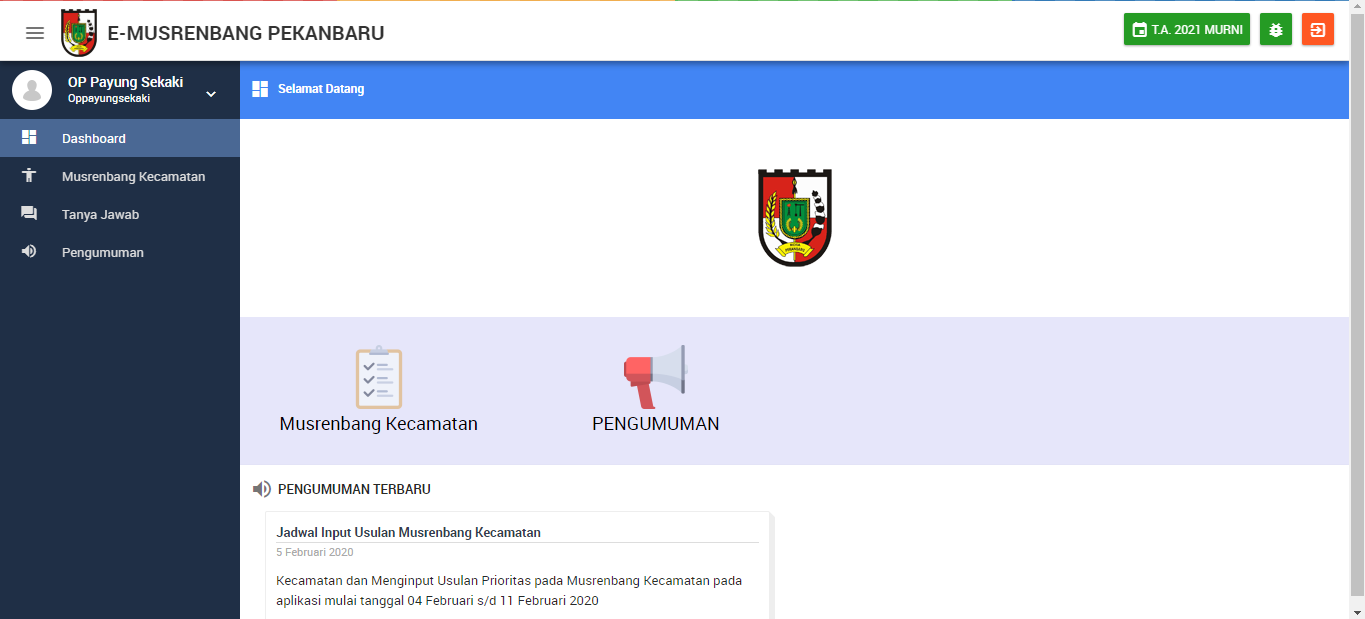 E-MUSRENBANG PEKANBARU
T.A. 2021 MURNI
OP Payung Sekaki
Oppayungsekaki
Selamat Datang
Dashboard
Musrenbang Kecamatan
Tanya Jawab
Pengumuman
Musrenbang Kecamatan
PENGUMUMAN
PENGUMUMAN TERBARU
Jadwal Input Usulan Musrenbang Kecamatan
5 Februari 2020
Kecamatan dan Menginput Usulan Prioritas pada Musrenbang Kecamatan pada
aplikasi mulai tanggal 04 Februari s/d 11 Februari 2020